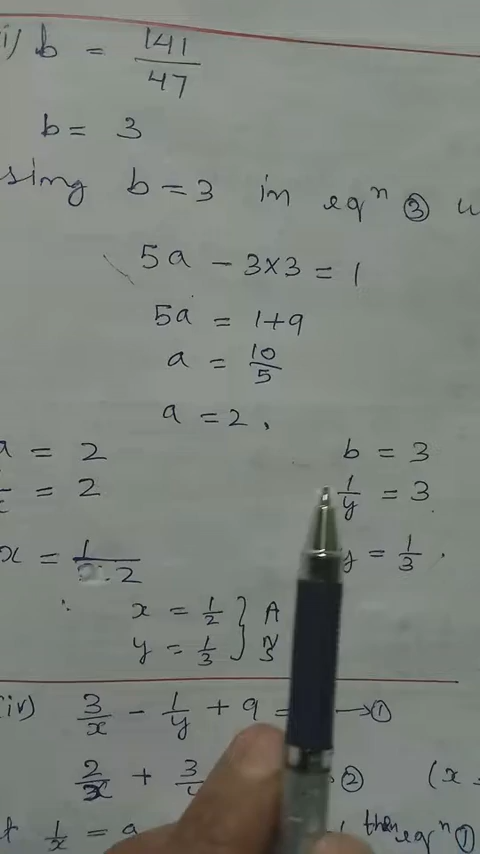 b = 141/47
b = 3
b = 3 in eqⁿ ③
5a - 3×3 = 1
5a = 1+9
a = 10/5
a = 2.
a = 2 b = 3
= 2 1/y = 3
x = 1/2 y = 1/3.
∴ x = 1/2 }
y = 1/3 }
iv) 3/x - 1/y + 9 = → ①
2/x + 3/ ② (x
1/x = a then eqⁿ ①